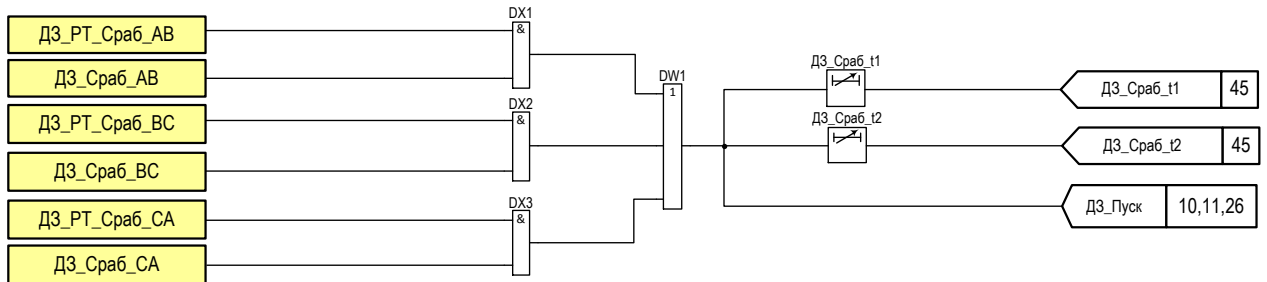 DX1
ДЗ_РТ_Сраб_АВ
&
ДЗ_Сраб_АВ
ДЗ_Сраб_t1
DW1
1
ДЗ_Сраб_t1 45
DX2
ДЗ_РТ_Сраб_ВС
&
ДЗ_Сраб_t2
ДЗ_Сраб_t2 45
ДЗ_Сраб_ВС
DX3
ДЗ_РТ_Сраб_СА
&
ДЗ_Пуск 10,11,26
ДЗ_Сраб_СА